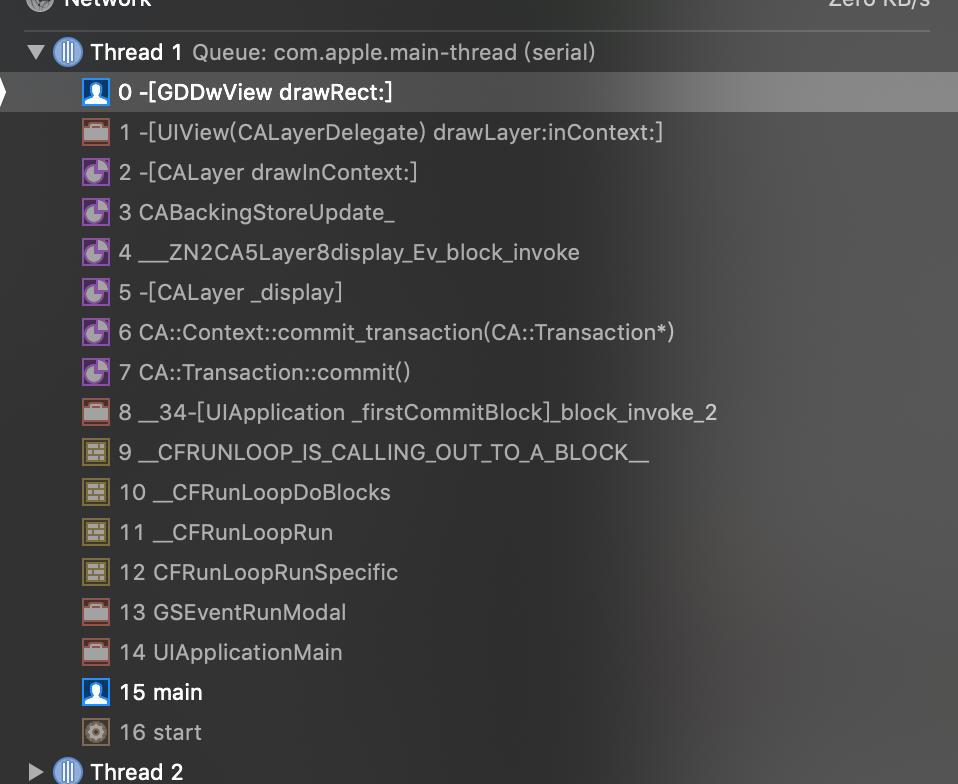 Network Zero KB/s
Thread 1 Queue: com.apple.main-thread (serial)
0 -[GDDwView drawRect:]
1 -[UIView(CALayerDelegate) drawLayer:inContext:]
2 -[CALayer drawInContext:]
3 CABackingStoreUpdate_
4 ___ZN2CA5Layer8display_Ev_block_invoke
5 -[CALayer _display]
6 CA::Context::commit_transaction(CA::Transaction*)
7 CA::Transaction::commit()
8 __34-[UIApplication _firstCommitBlock]_block_invoke_2
9 __CFRUNLOOP_IS_CALLING_OUT_TO_A_BLOCK__
10 __CFRunLoopDoBlocks
11 __CFRunLoopRun
12 CFRunLoopRunSpecific
13 GSEventRunModal
14 UIApplicationMain
15 main
16 start
Thread 2